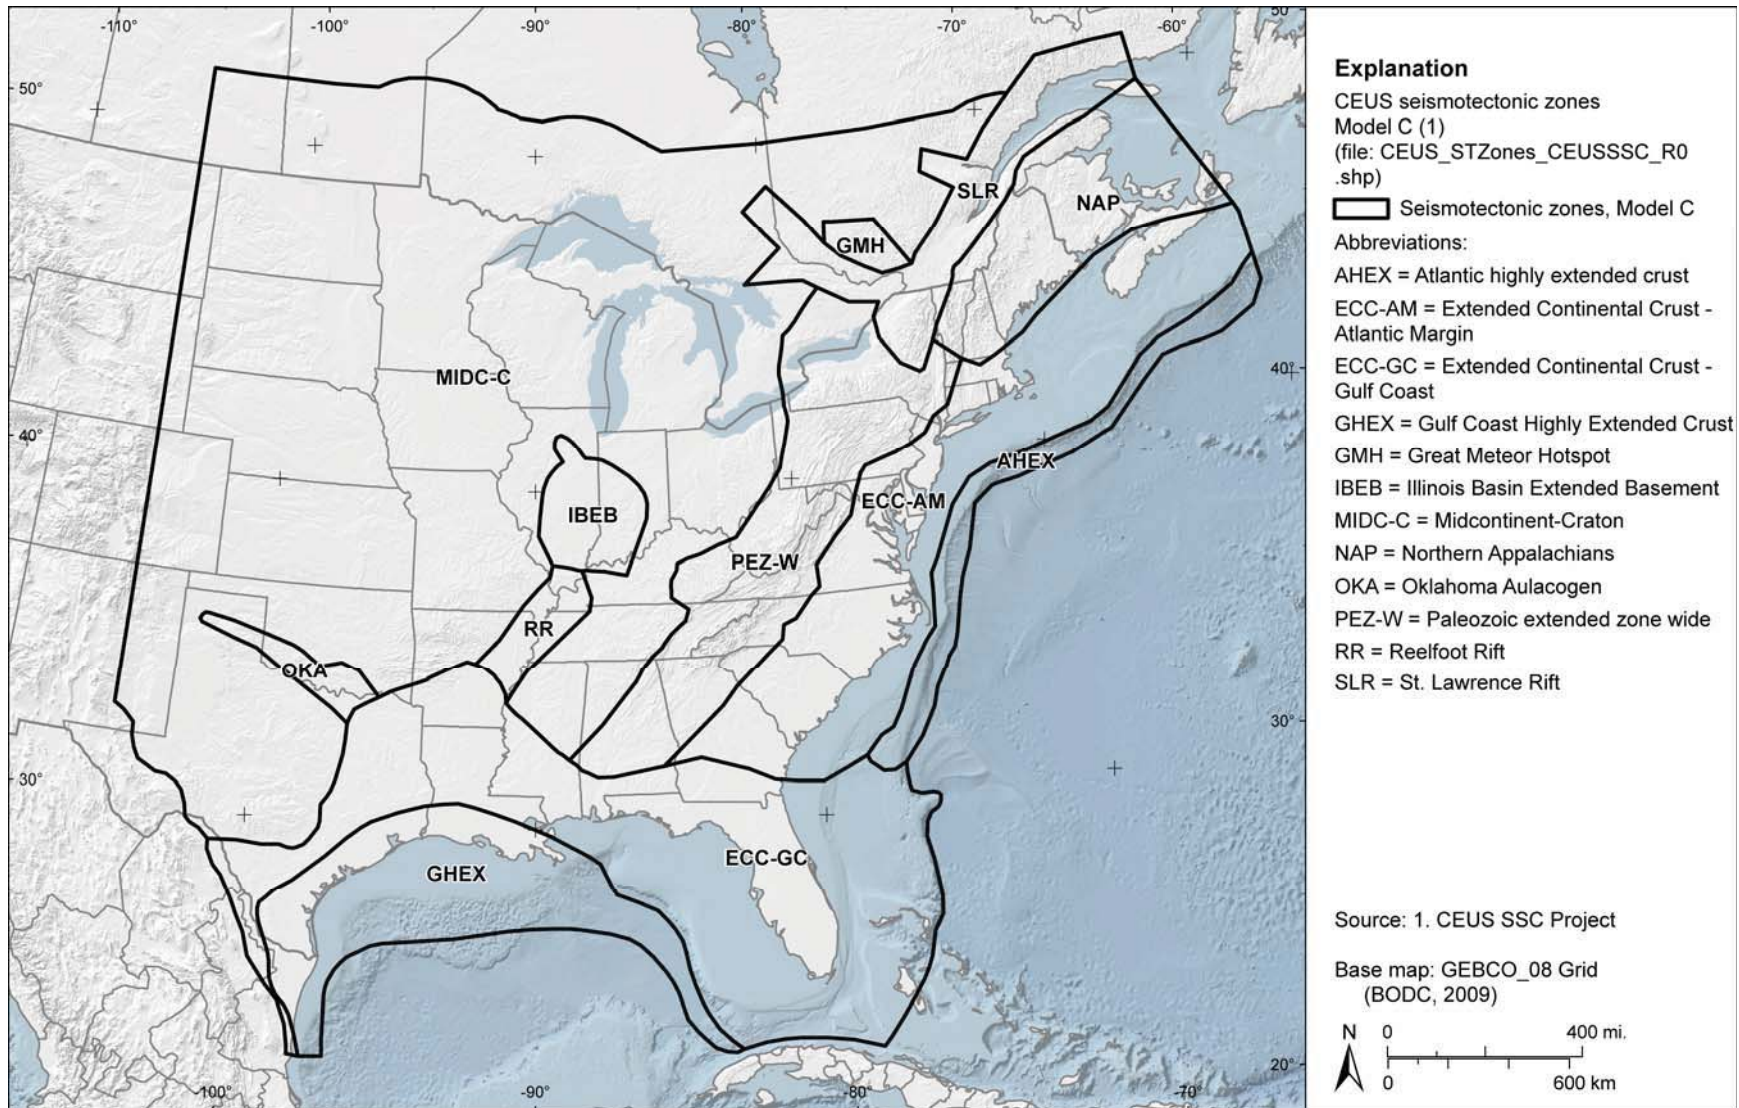 -110° -100° -90° -80° -70° 50° -60°
50°
SLR
NAP
GMH
40°
MIDC-C
40°
AHEX
ECC-AM
IBEB
PEZ-W
RR
OKA
30°
30°
ECC-GC
GHEX
20°
-100° -90° -80° -70°
Explanation
CEUS seismotectonic zones
Model C (1)
(file: CEUS_STZones_CEUSSSC_R0
.shp)
Seismotectonic zones, Model C
Abbreviations:
AHEX = Atlantic highly extended crust
ECC-AM = Extended Continental Crust -
Atlantic Margin
ECC-GC = Extended Continental Crust -
Gulf Coast
GHEX = Gulf Coast Highly Extended Crust
GMH = Great Meteor Hotspot
IBEB = Illinois Basin Extended Basement
MIDC-C = Midcontinent-Craton
NAP = Northern Appalachians
OKA = Oklahoma Aulacogen
PEZ-W = Paleozoic extended zone wide
RR = Reelfoot Rift
SLR = St. Lawrence Rift
Source: 1. CEUS SSC Project
Base map: GEBCO_08 Grid
(BODC, 2009)
N 0 400 mi.
0 600 km